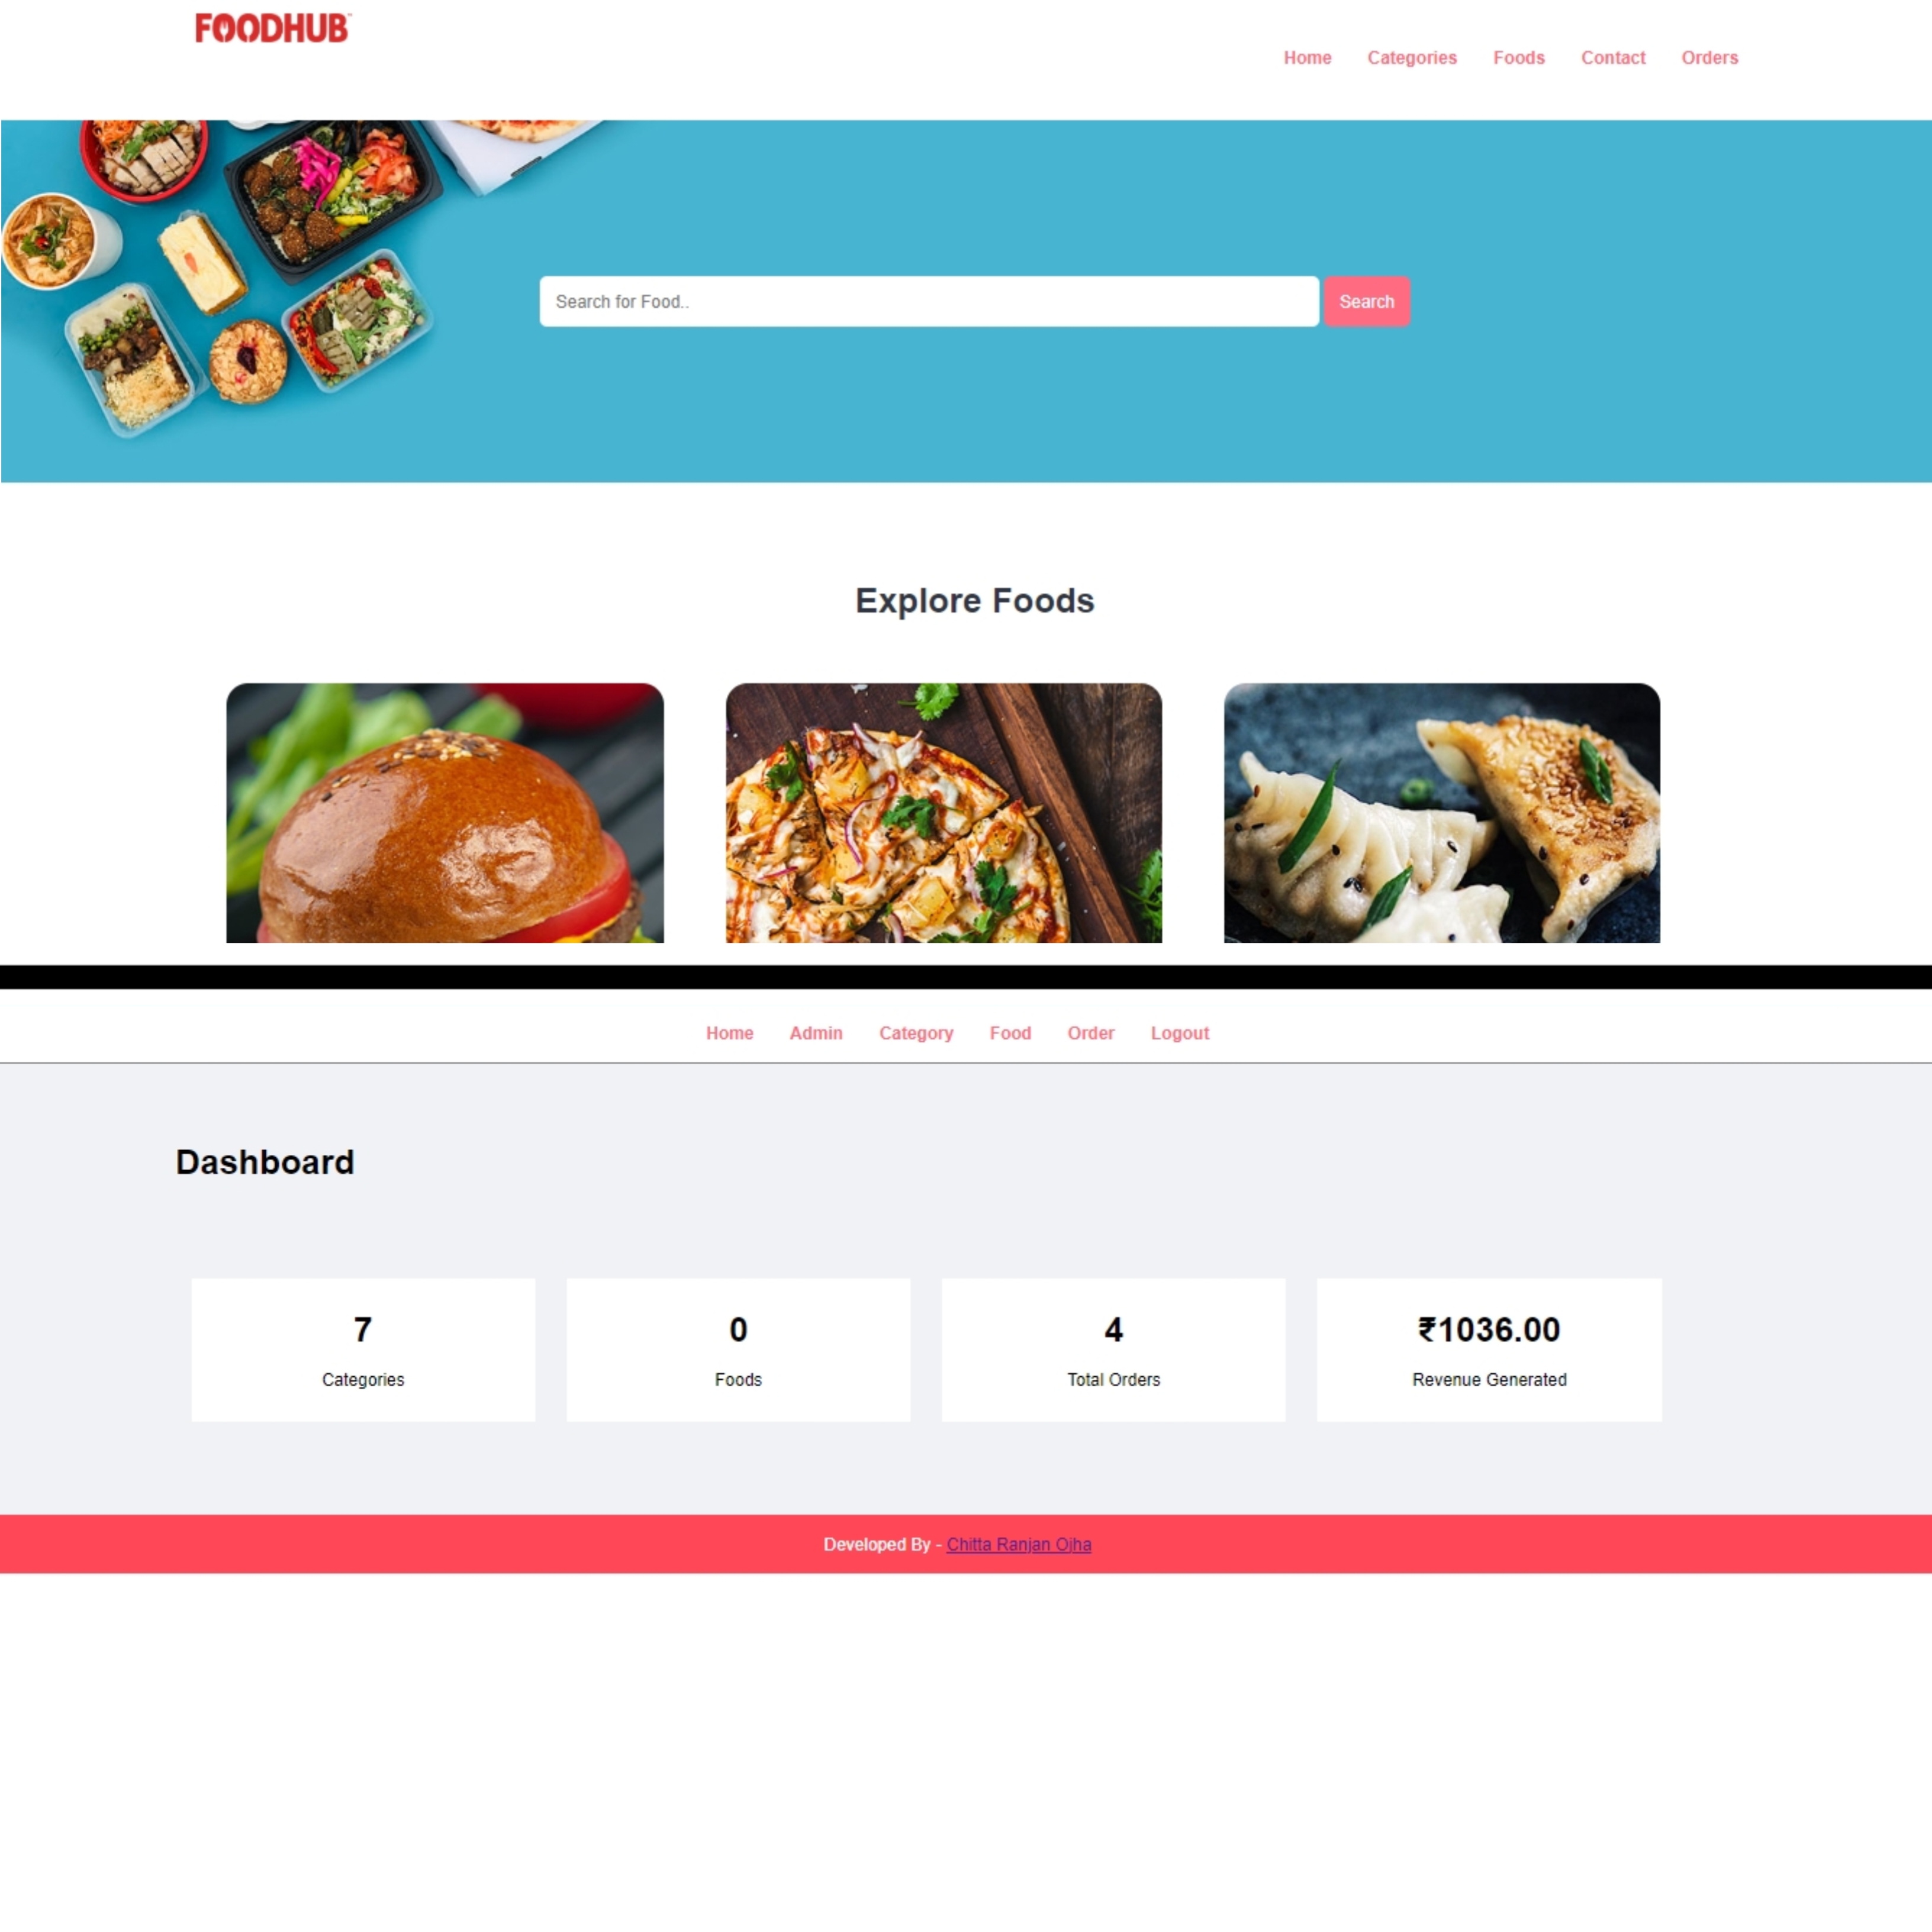 FOODHUB
Home Categories Foods Contact Orders
Search for Food.. Search
Explore Foods
Home Admin Category Food Order Logout
Dashboard
7 0 4 ₹1036.00
Categories Foods Total Orders Revenue Generated
Developed By - Chitta Ranjan Ojha